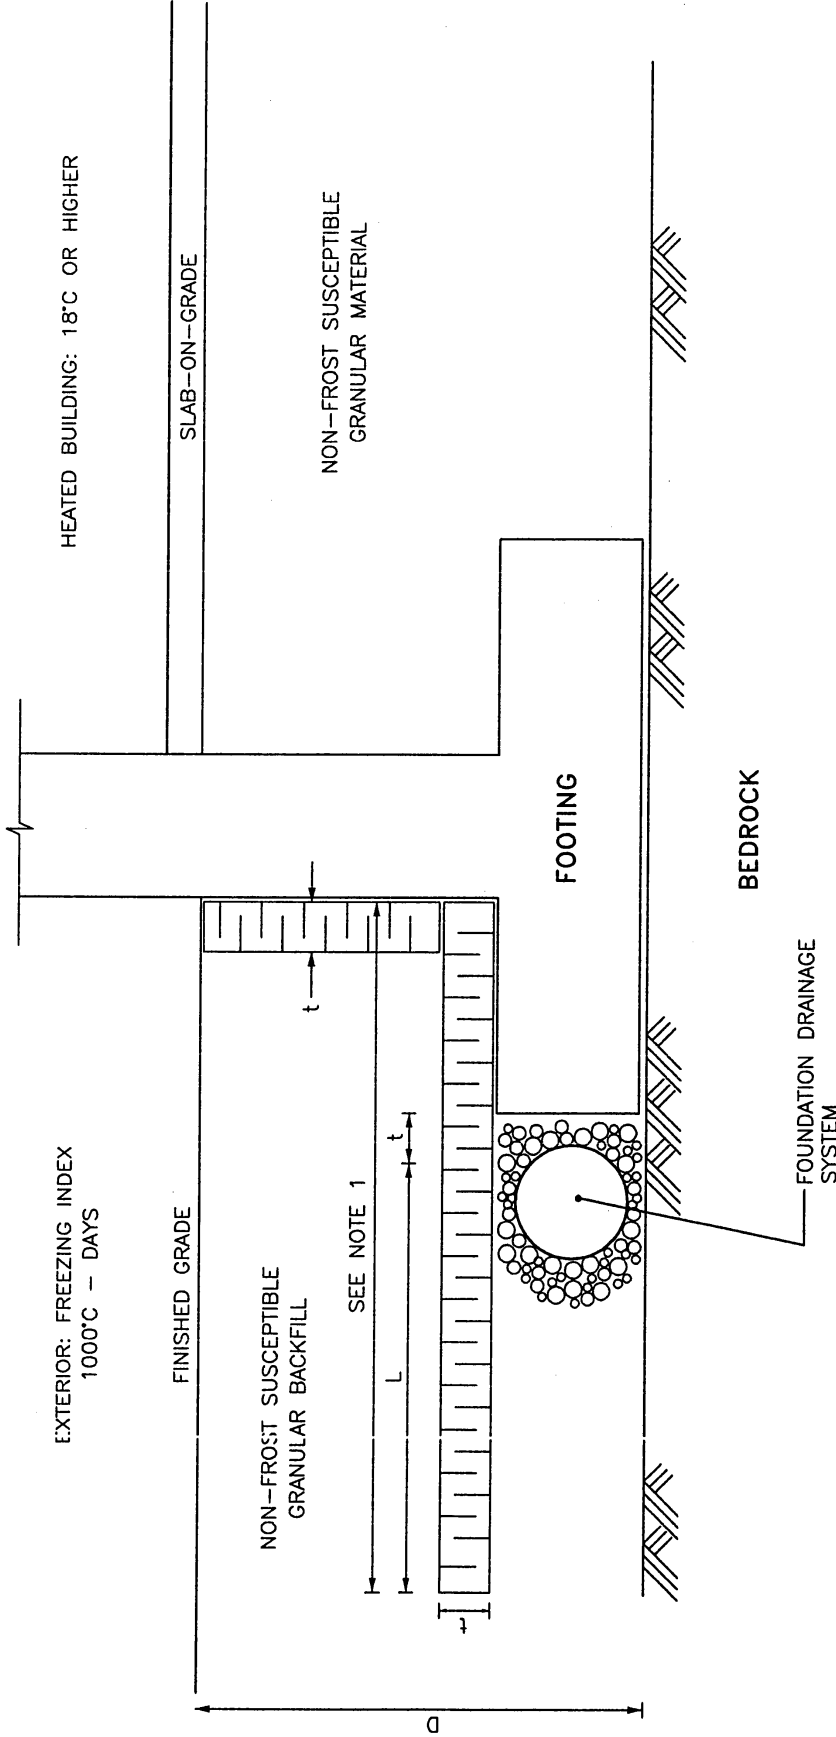 EXTERIOR: FREEZING INDEX
1000°C – DAYS
HEATED BUILDING: 18°C OR HIGHER
FINISHED GRADE
SLAB–ON–GRADE
NON–FROST SUSCEPTIBLE
GRANULAR BACKFILL
t
NON–FROST SUSCEPTIBLE
GRANULAR MATERIAL
SEE NOTE 1
L
t
t
D
FOOTING
BEDROCK
FOUNDATION DRAINAGE
SYSTEM